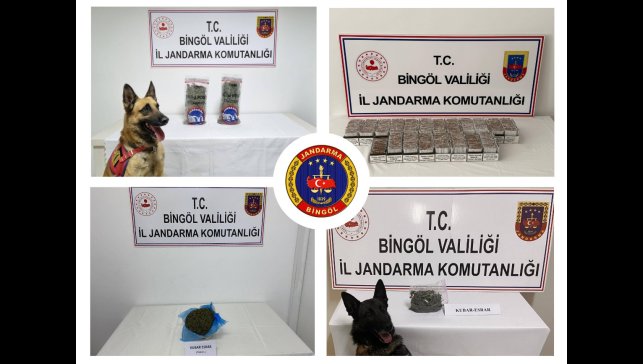 T.C.
BİNGÖL VALİLİĞİ
İL JANDARMA KOMUTANLIĞI
T.C.
BİNGÖL VALİLİĞİ
İL JANDARMA KOMUTANLIĞI
JANDARMA
1839
BİNGÖL
T.C.
BİNGÖL VALİLİĞİ
İL JANDARMA KOMUTANLIĞI
KUBAR ESRAR
T.C.
BİNGÖL VALİLİĞİ
İL JANDARMA KOMUTANLIĞI
KUBAR-ESRAR